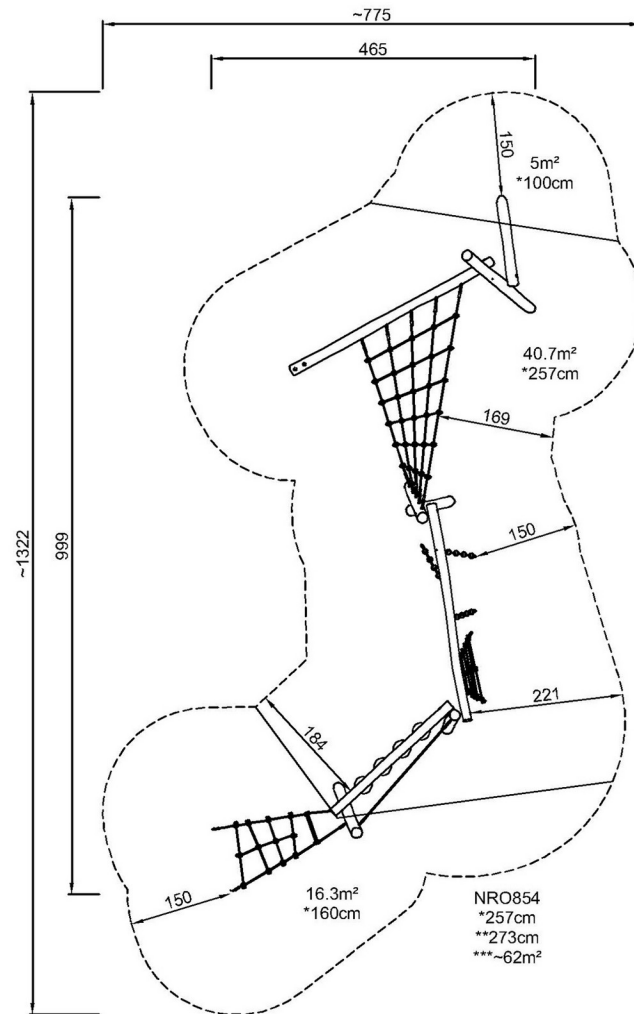 ~775
465
150
5m²
*100cm
40.7m²
*257cm
169
~1322
999
150
221
184
16.3m²
*160cm
150
NRO854
*257cm
**273cm
***~62m²